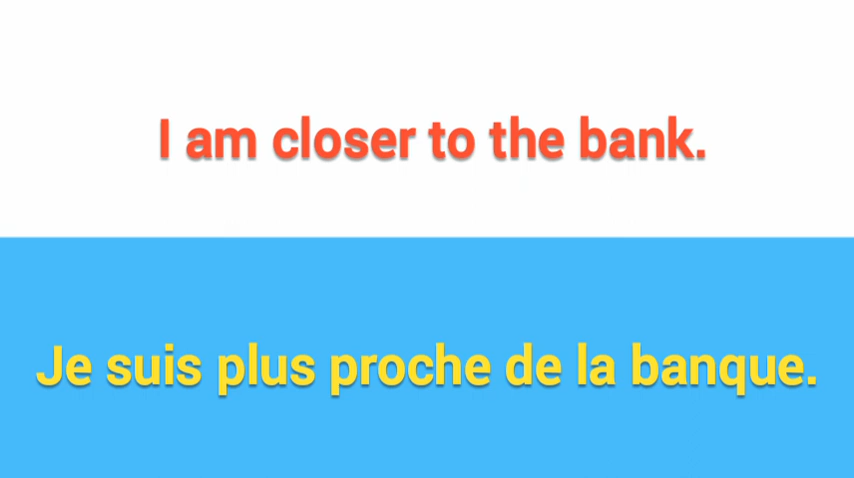 I am closer to the bank.
Je suis plus proche de la banque.